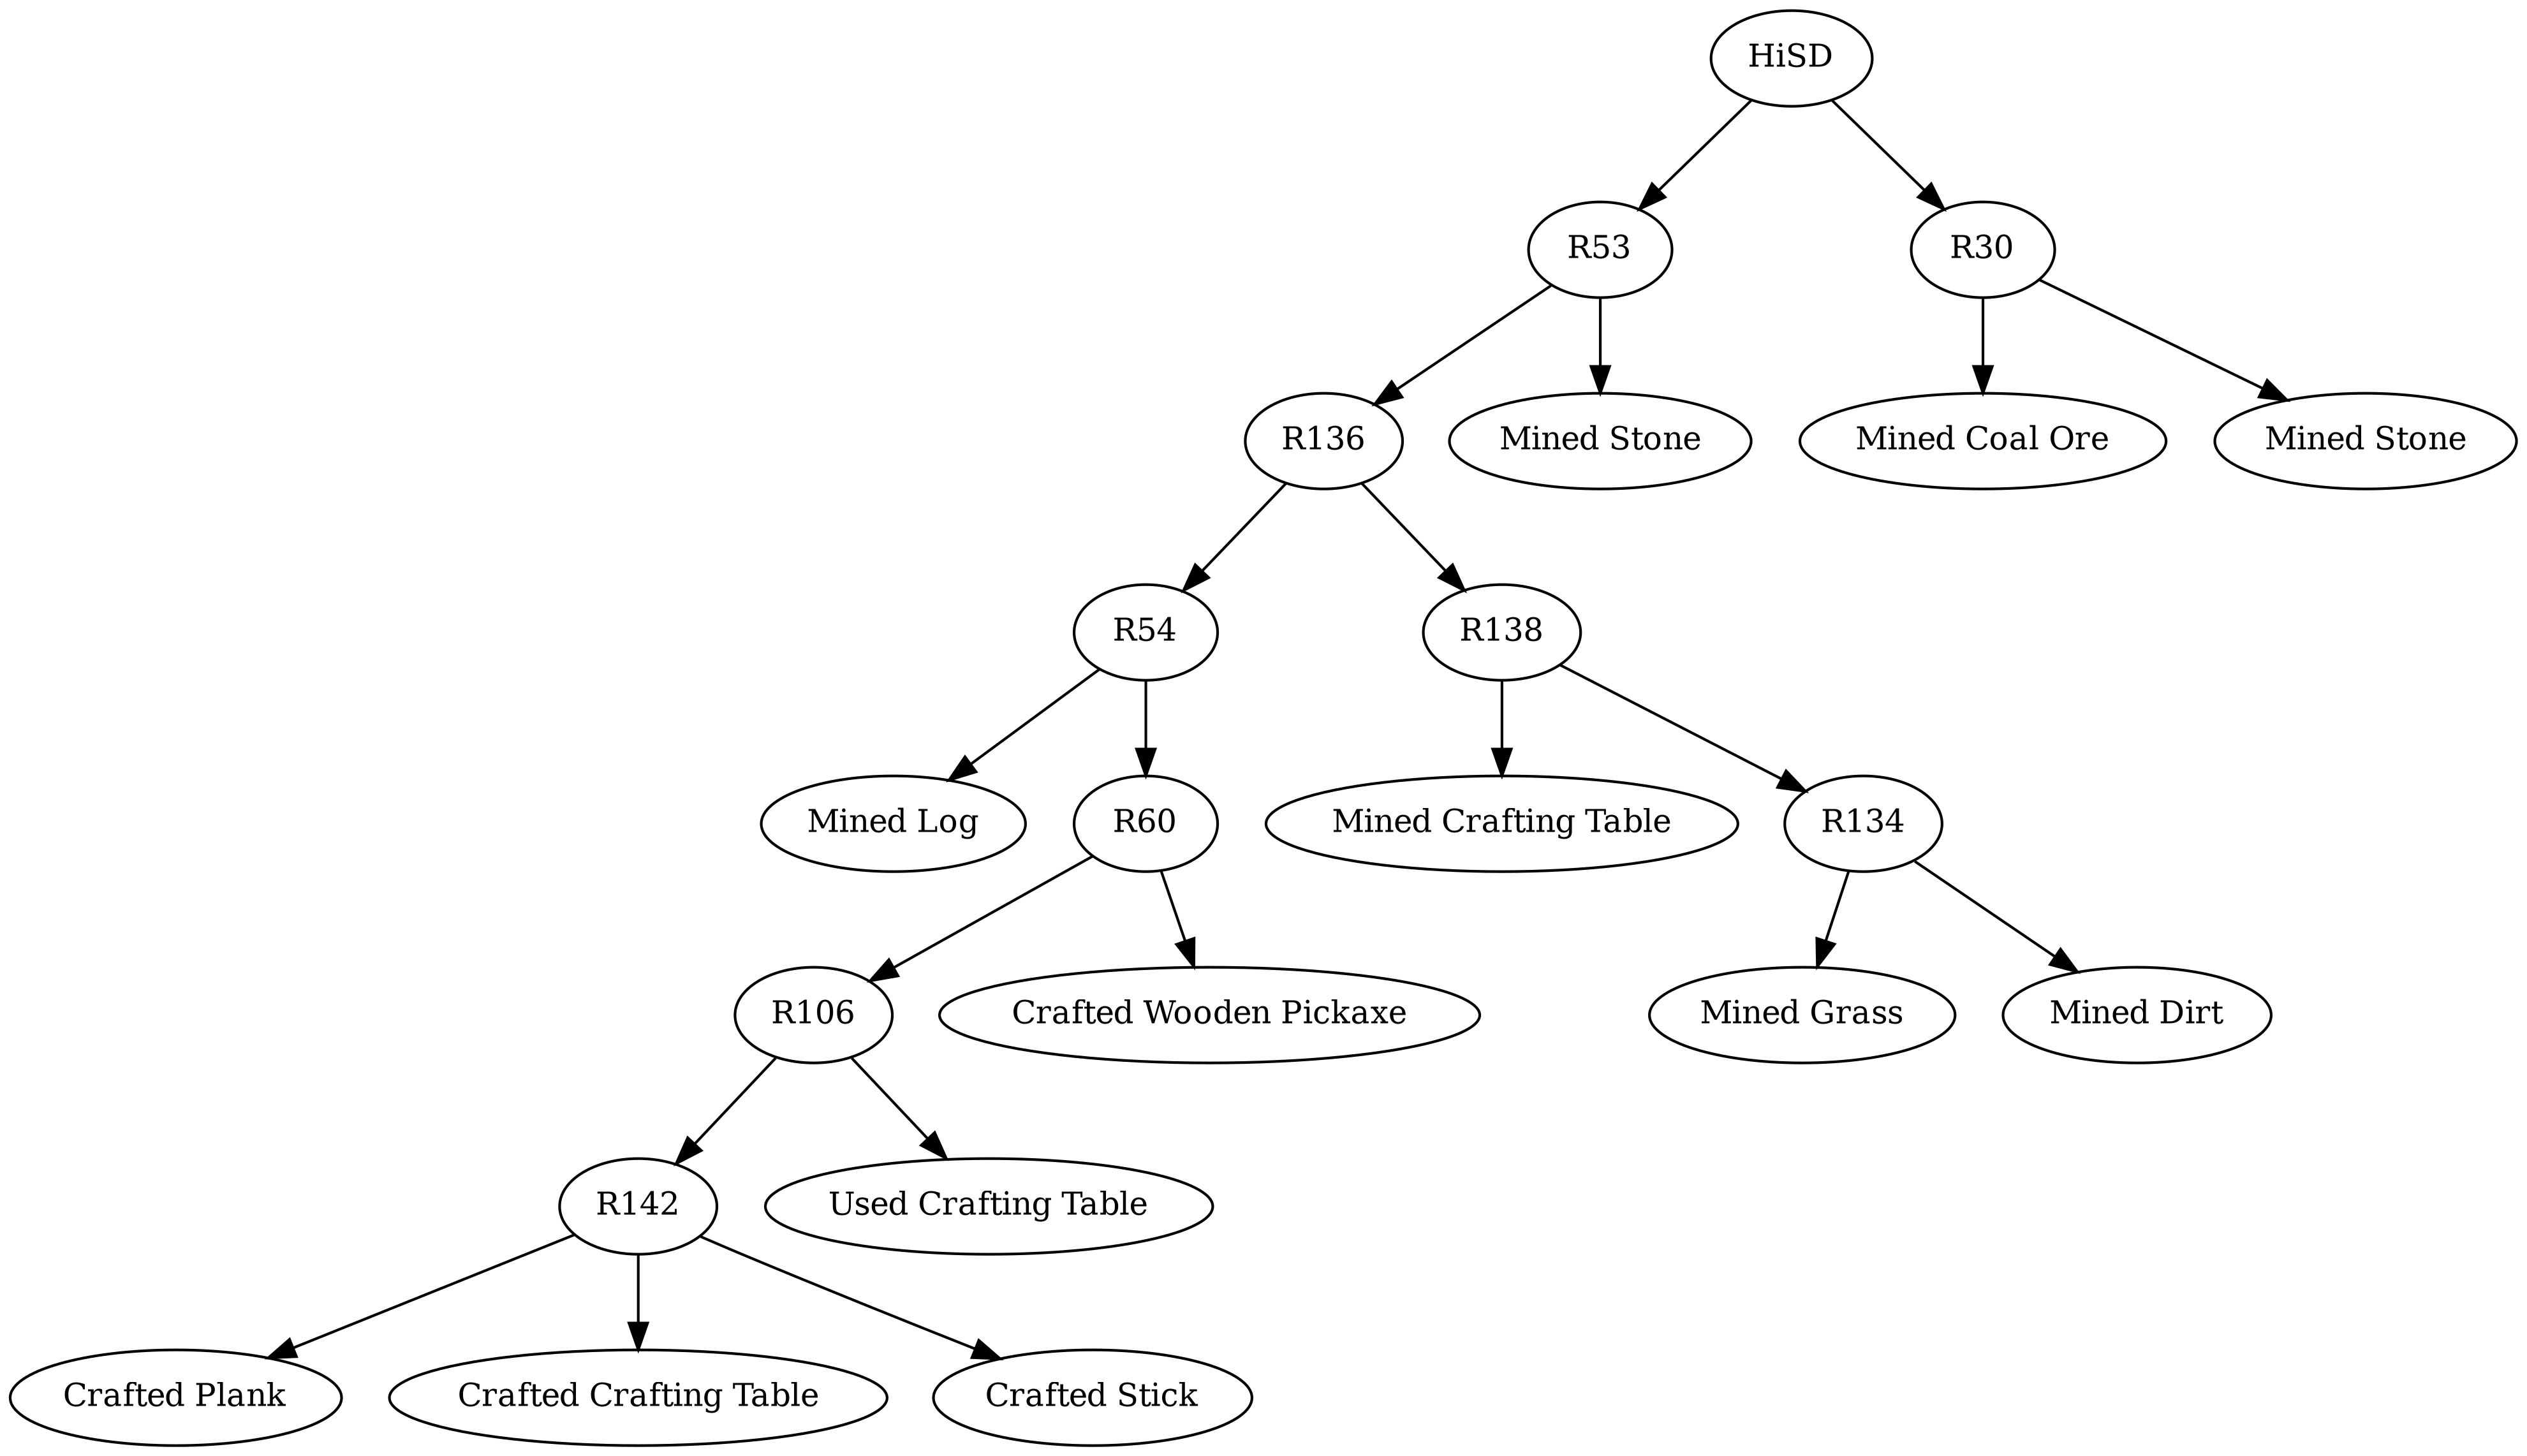 HiSD
R53
R30
R136
Mined Stone
Mined Coal Ore
Mined Stone
R54
R138
Mined Log
R60
Mined Crafting Table
R134
R106
Crafted Wooden Pickaxe
Mined Grass
Mined Dirt
R142
Used Crafting Table
Crafted Plank
Crafted Crafting Table
Crafted Stick